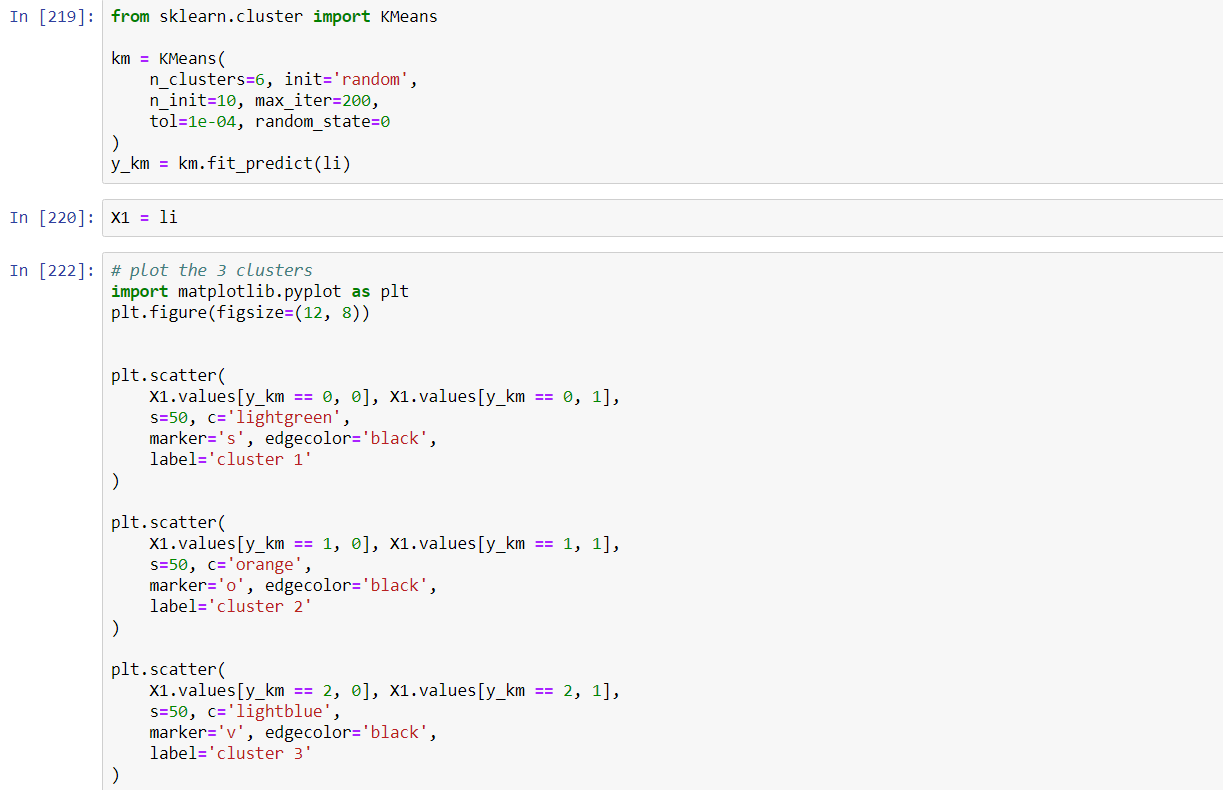 In [219]: from sklearn.cluster import KMeans
km = KMeans(
    n_clusters=6, init='random',
    n_init=10, max_iter=200,
    tol=1e-04, random_state=0
)
y_km = km.fit_predict(li)
In [220]: X1 = li
In [222]: # plot the 3 clusters
import matplotlib.pyplot as plt
plt.figure(figsize=(12, 8))
plt.scatter(
    X1.values[y_km == 0, 0], X1.values[y_km == 0, 1],
    s=50, c='lightgreen',
    marker='s', edgecolor='black',
    label='cluster 1'
)
plt.scatter(
    X1.values[y_km == 1, 0], X1.values[y_km == 1, 1],
    s=50, c='orange',
    marker='o', edgecolor='black',
    label='cluster 2'
)
plt.scatter(
    X1.values[y_km == 2, 0], X1.values[y_km == 2, 1],
    s=50, c='lightblue',
    marker='v', edgecolor='black',
    label='cluster 3'
)